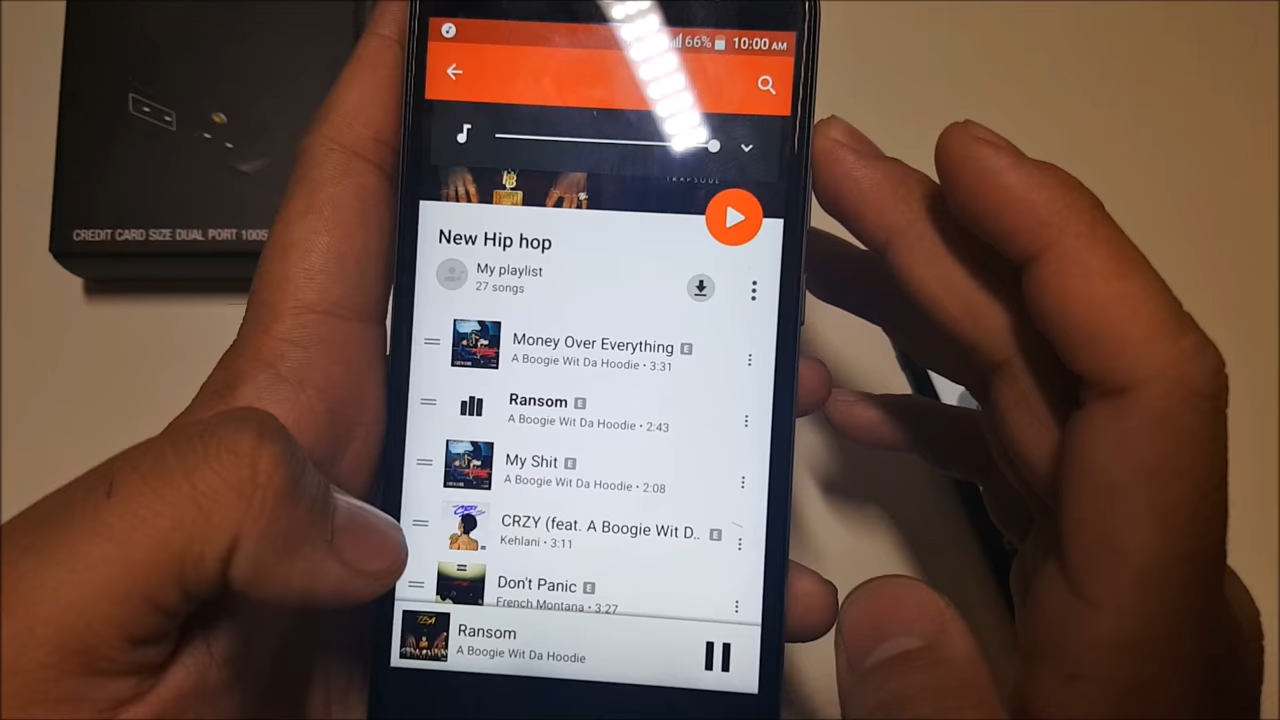 66% 10:00 AM
TRAPSOUL
CREDIT CARD SIZE DUAL PORT 1005
New Hip hop
My playlist
27 songs
Money Over Everything E
A Boogie Wit Da Hoodie • 3:31
Ransom E
A Boogie Wit Da Hoodie • 2:43
My Shit E
A Boogie Wit Da Hoodie • 2:08
CRZY (feat. A Boogie Wit D.. E
Kehlani • 3:11
Don't Panic E
French Montana • 3:27
TBA
Ransom
A Boogie Wit Da Hoodie